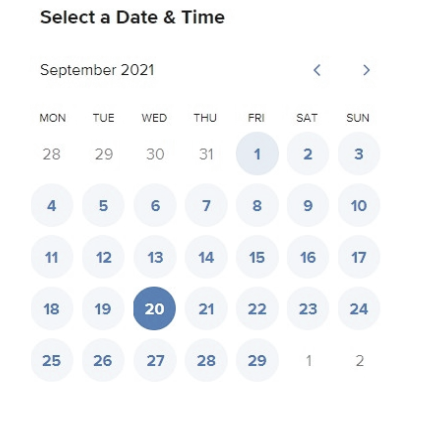 Select a Date & Time
September 2021
MON TUE WED THU FRI SAT SUN
28 29 30 31 1 2 3
4 5 6 7 8 9 10
11 12 13 14 15 16 17
18 19 20 21 22 23 24
25 26 27 28 29 1 2